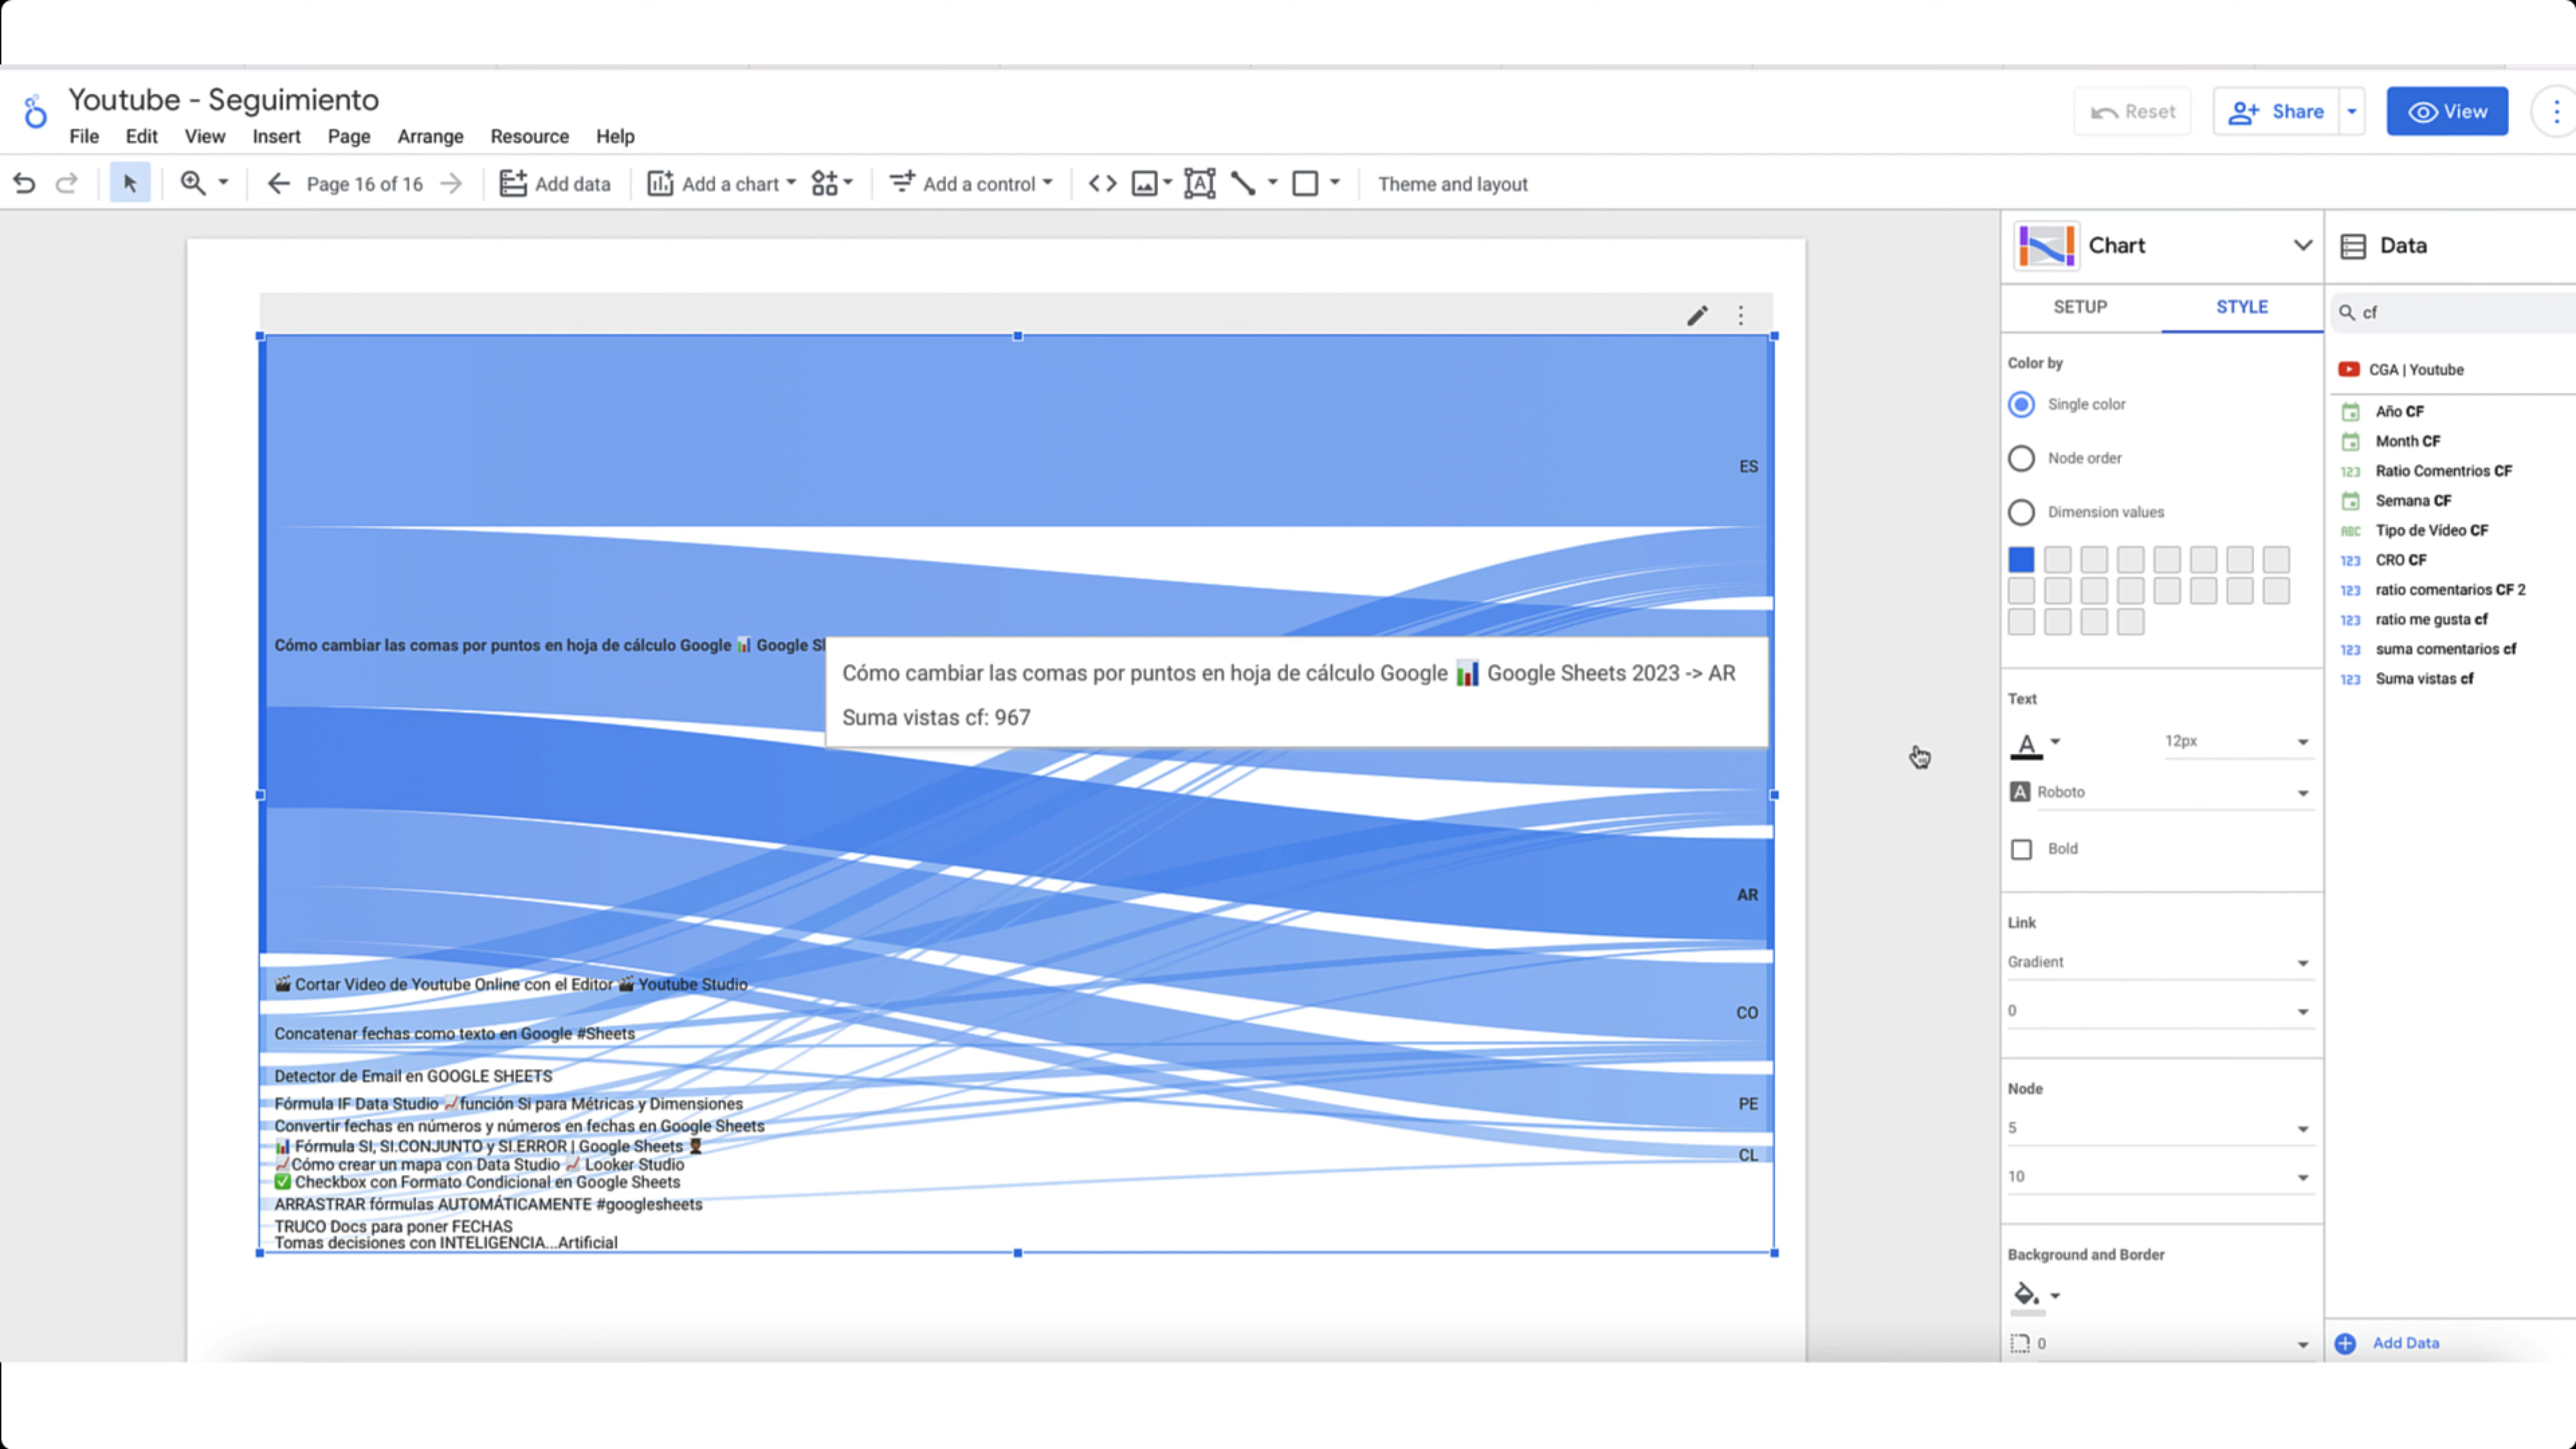 Youtube - Seguimiento
File Edit View Insert Page Arrange Resource Help
Reset Share View
Page 16 of 16 Add data Add a chart Add a control Theme and layout
ES
Cómo cambiar las comas por puntos en hoja de cálculo Google 📊 Google
Cómo cambiar las comas por puntos en hoja de cálculo Google 📊 Google Sheets 2023 -> AR
Suma vistas cf: 967
AR
🎬 Cortar Video de Youtube Online con el Editor 🎬 Youtube Studio
CO
Concatenar fechas como texto en Google #Sheets
Detector de Email en GOOGLE SHEETS
Fórmula IF Data Studio 📈función Si para Métricas y Dimensiones
PE
Convertir fechas en números y números en fechas en Google Sheets
📊 Fórmula SI, SI.CONJUNTO y SI.ERROR | Google Sheets
CL
📈Cómo crear un mapa con Data Studio 📈 Looker Studio
✅ Checkbox con Formato Condicional en Google Sheets
ARRASTRAR fórmulas AUTOMÁTICAMENTE #googlesheets
TRUCO Docs para poner FECHAS
Tomas decisiones con INTELIGENCIA...Artificial
Chart
SETUP STYLE
Color by
Single color
Node order
Dimension values
Text
A 12px
A Roboto
Bold
Link
Gradient
0
Node
5
10
Background and Border
0
Data
cf
CGA | Youtube
Año CF
Month CF
123 Ratio Comentrios CF
Semana CF
ABC Tipo de Vídeo CF
123 CRO CF
123 ratio comentarios CF 2
123 ratio me gusta cf
123 suma comentarios cf
123 Suma vistas cf
Add Data